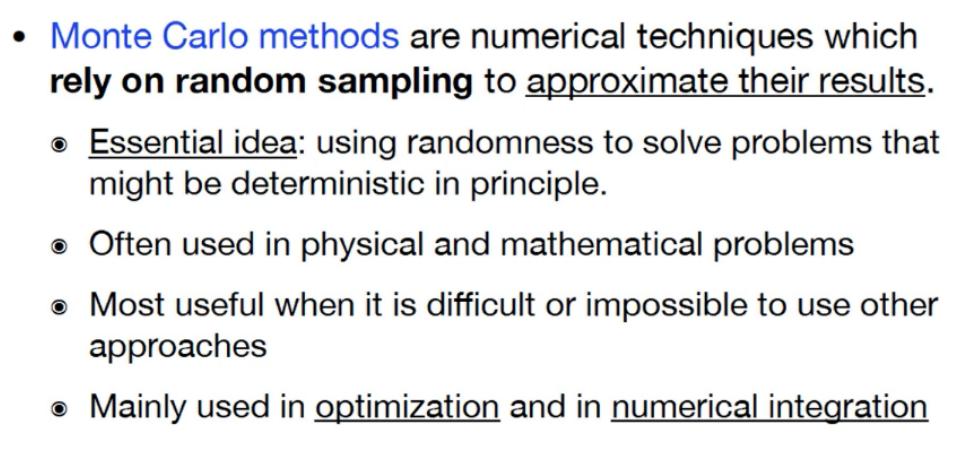 • Monte Carlo methods are numerical techniques which
rely on random sampling to approximate their results.
◉ Essential idea: using randomness to solve problems that
might be deterministic in principle.
◉ Often used in physical and mathematical problems
◉ Most useful when it is difficult or impossible to use other
approaches
◉ Mainly used in optimization and in numerical integration